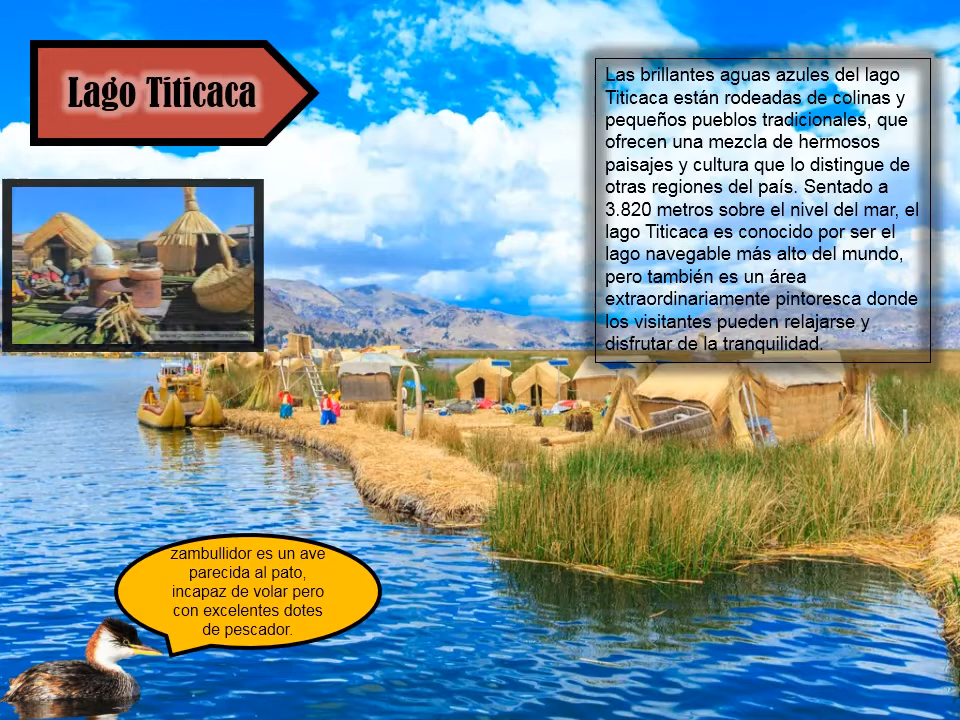 Lago Titicaca
Las brillantes aguas azules del lago
Titicaca están rodeadas de colinas y
pequeños pueblos tradicionales, que
ofrecen una mezcla de hermosos
paisajes y cultura que lo distingue de
otras regiones del país. Sentado a
3.820 metros sobre el nivel del mar, el
lago Titicaca es conocido por ser el
lago navegable más alto del mundo,
pero también es un área
extraordinariamente pintoresca donde
los visitantes pueden relajarse y
disfrutar de la tranquilidad.
zambullidor es un ave
parecida al pato,
incapaz de volar pero
con excelentes dotes
de pescador.